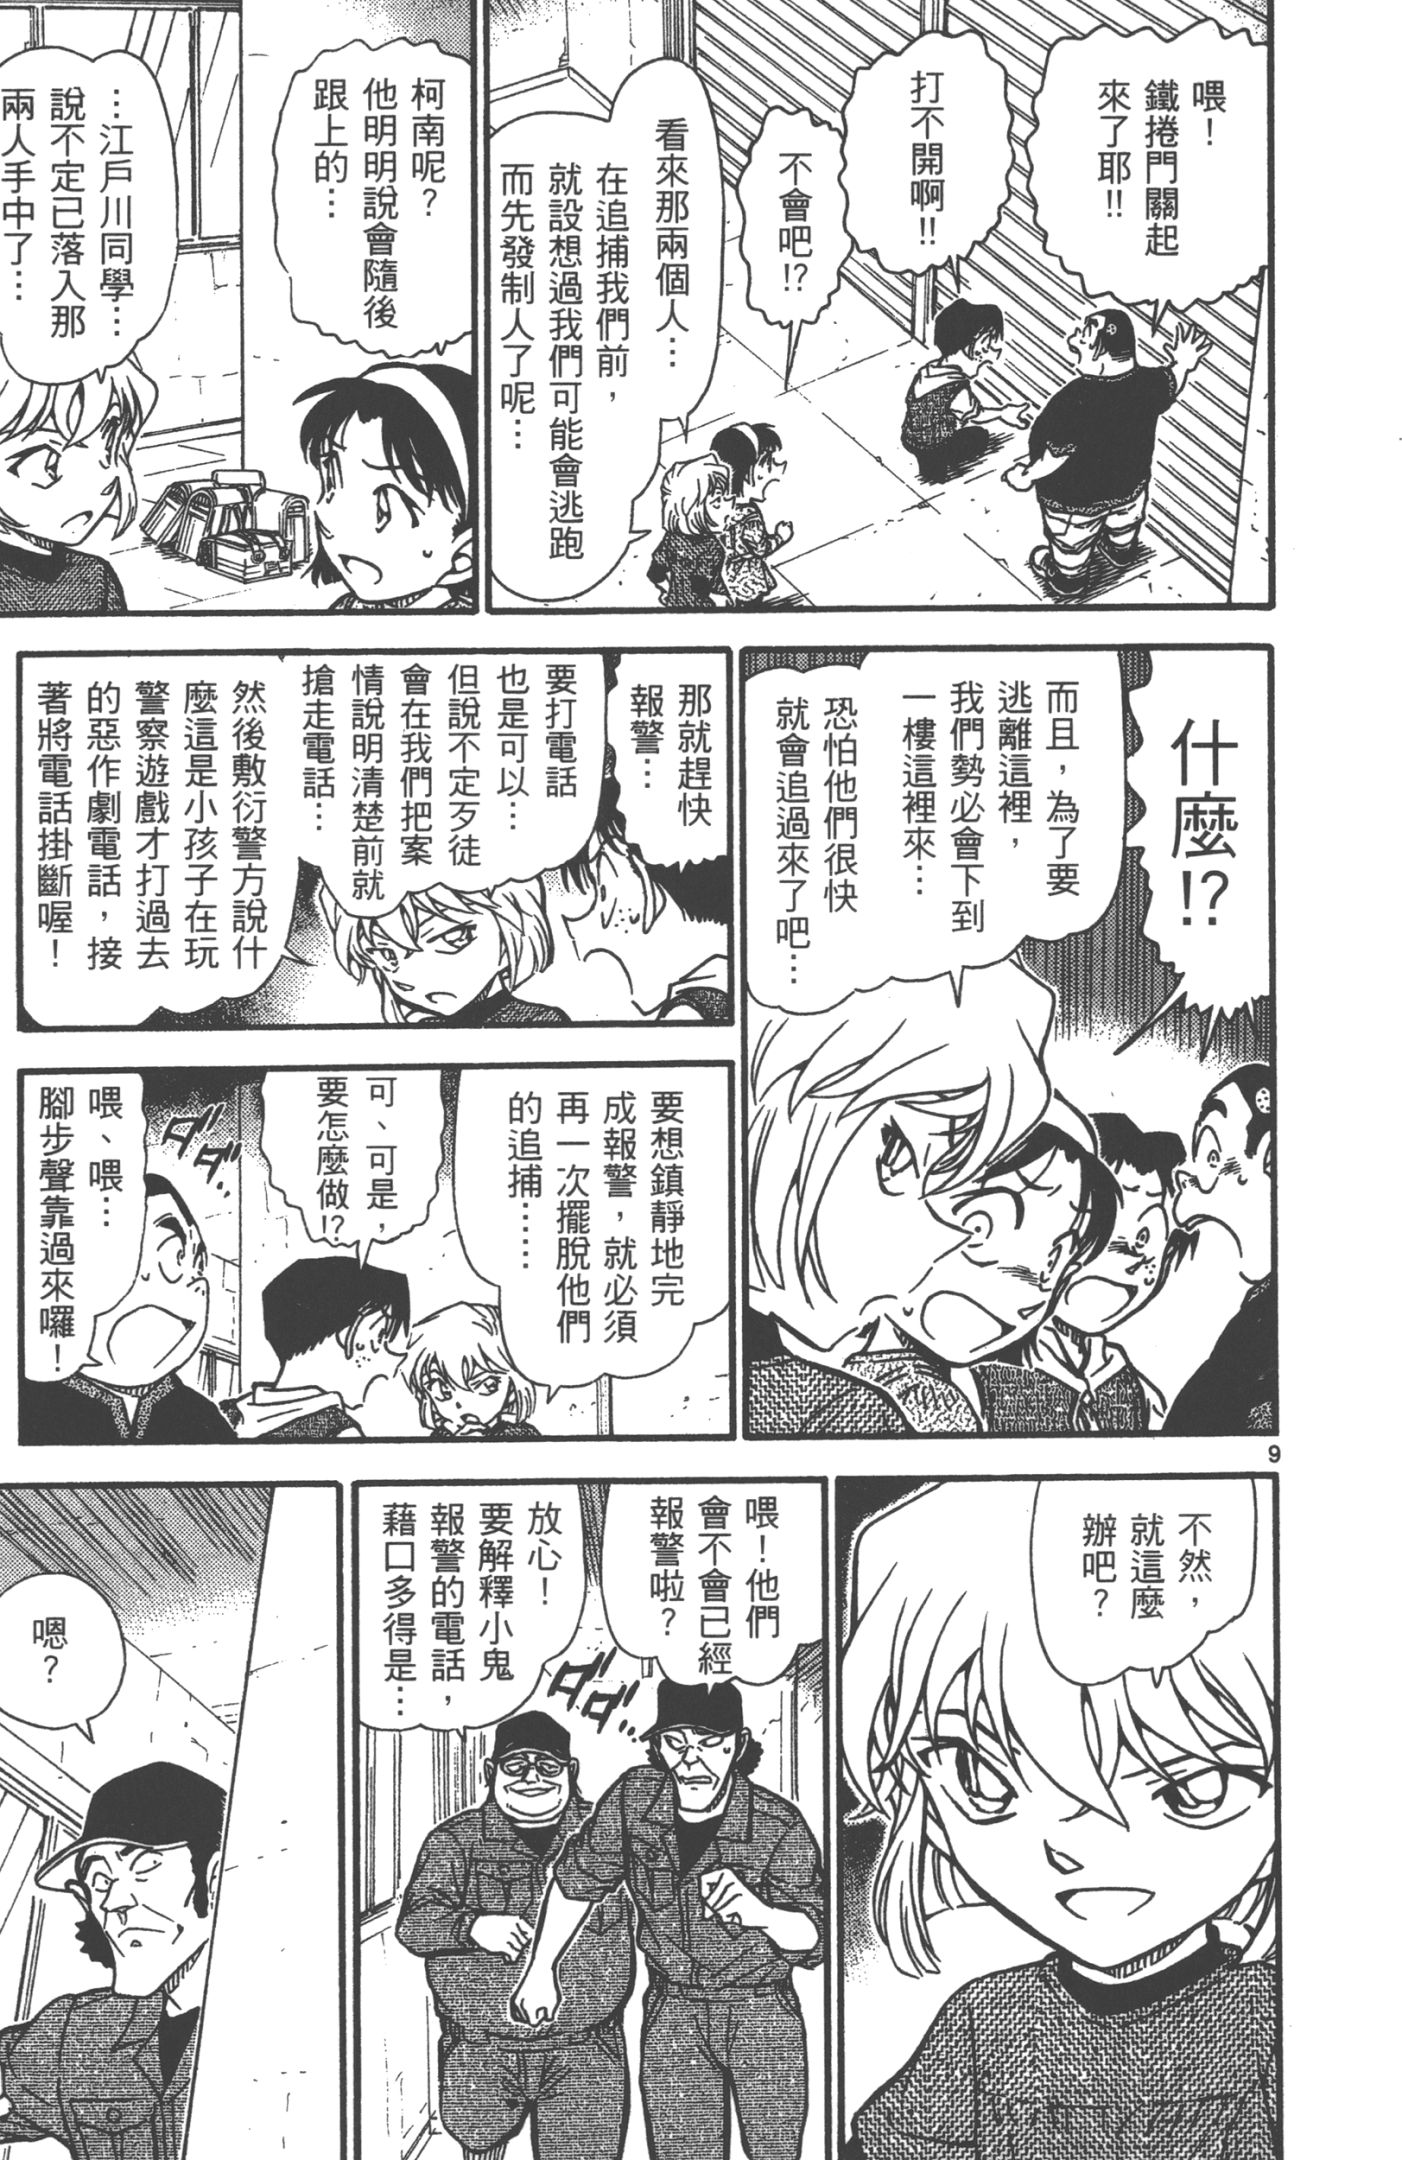 喂！
鐵捲門關起
來了耶!!
打不開啊!!
不會吧!?
看來那兩個人…
在追捕我們前，
就設想過我們可能會逃跑
而先發制人了呢…
柯南呢？
他明明說會隨後
跟上的…
…江戶川同學…
說不定已落入那
兩人手中了…
什麼!?
而且，為了要
逃離這裡，
我們勢必會下到
一樓這裡來…
恐怕他們很快
就會追過來了吧…
那就趕快
報警…
要打電話
也是可以…
但說不定歹徒
會在我們把案
情說明清楚前就
搶走電話…
然後敷衍警方說什
麼這是小孩子在玩
警察遊戲才打過去
的惡作劇電話，接
著將電話掛斷喔！
要想鎮靜地完
成報警，就必須
再一次擺脫他們
的追捕……
可、可是，
要怎麼做!?
ダダ…
喂、喂…
腳步聲靠過來囉！
9
不然，
就這麼
辦吧？
喂！他們
會不會已經
報警啦？
ダダ…
放心！
要解釋小鬼
報警的電話，
藉口多得是…
嗯？